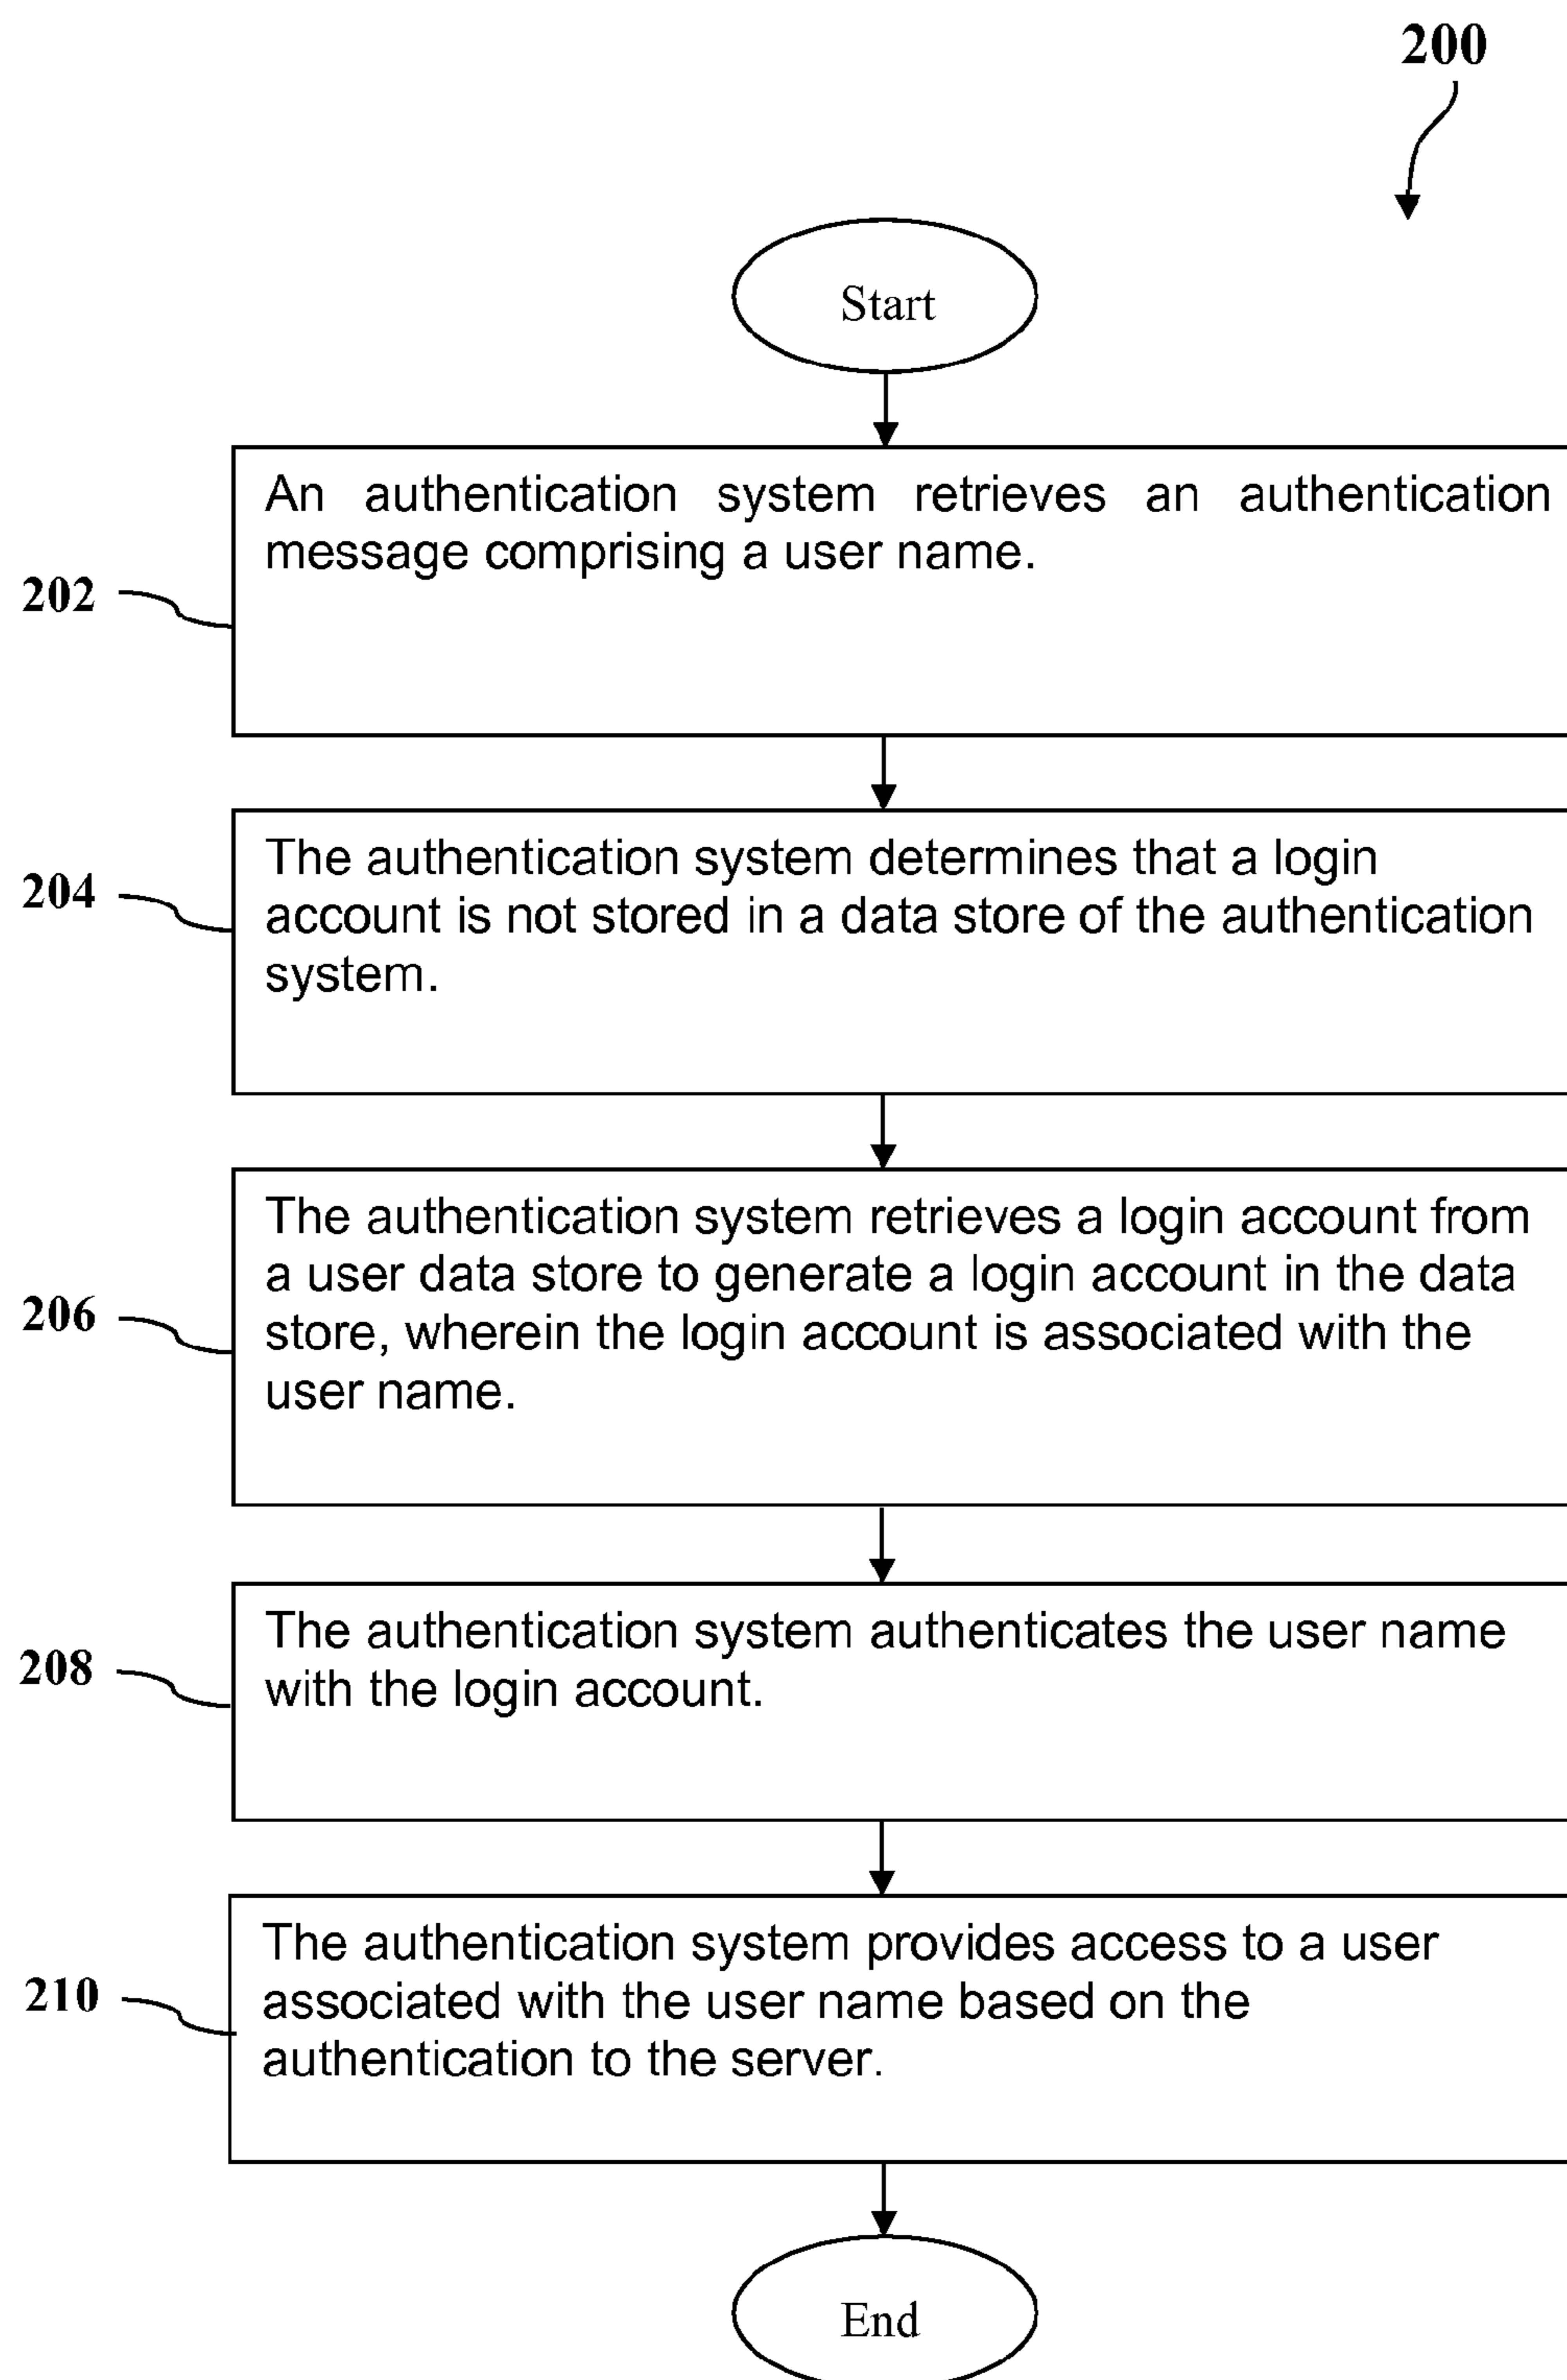 200
Start
An authentication system retrieves an authentication
message comprising a user name.
202
The authentication system determines that a login
account is not stored in a data store of the authentication
system.
204
The authentication system retrieves a login account from
a user data store to generate a login account in the data
store, wherein the login account is associated with the
user name.
206
The authentication system authenticates the user name
with the login account.
208
The authentication system provides access to a user
associated with the user name based on the
authentication to the server.
210
End